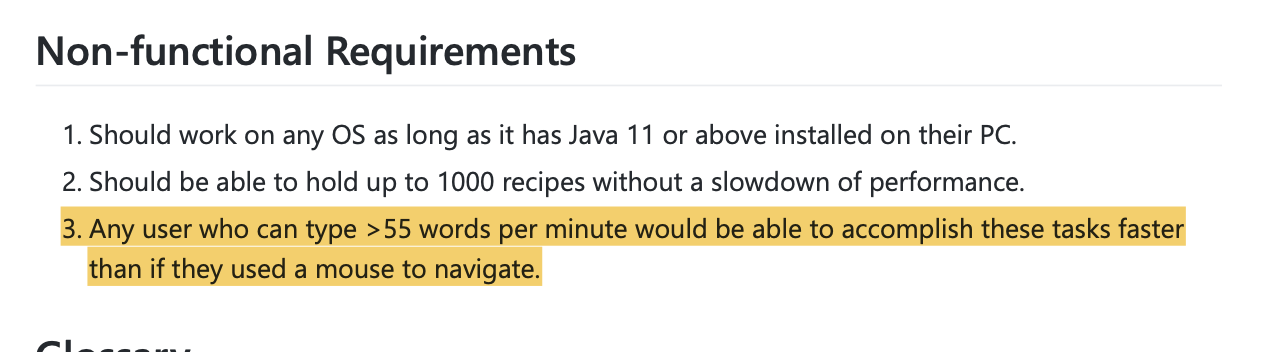 Non-functional Requirements
1. Should work on any OS as long as it has Java 11 or above installed on their PC.
2. Should be able to hold up to 1000 recipes without a slowdown of performance.
3. Any user who can type >55 words per minute would be able to accomplish these tasks faster
than if they used a mouse to navigate.
Glossary